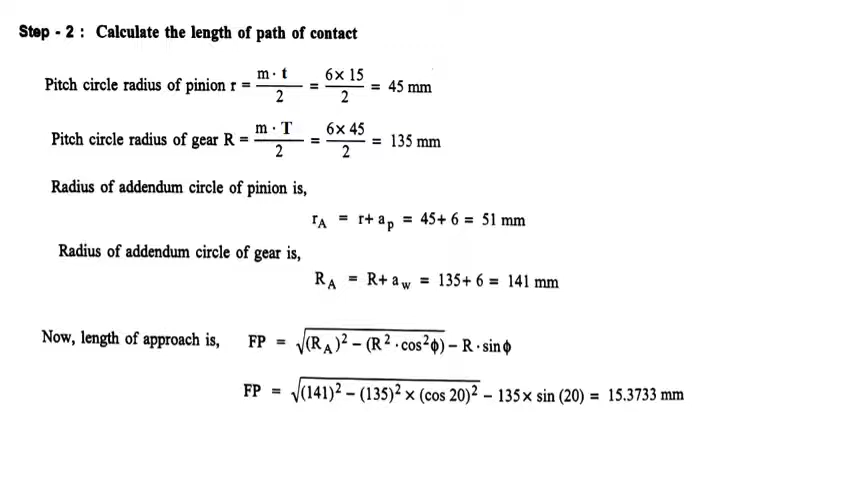 Step - 2 : Calculate the length of path of contact
Pitch circle radius of pinion r = m · t / 2 = 6 × 15 / 2 = 45 mm
Pitch circle radius of gear R = m · T / 2 = 6 × 45 / 2 = 135 mm
Radius of addendum circle of pinion is,
r_A = r+ a_p = 45+ 6 = 51 mm
Radius of addendum circle of gear is,
R_A = R+ a_w = 135+ 6 = 141 mm
Now, length of approach is, FP = √((R_A)² – (R² · cos²ϕ)) – R · sin ϕ
FP = √((141)² – (135)² × (cos 20)²) – 135 × sin (20) = 15.3733 mm